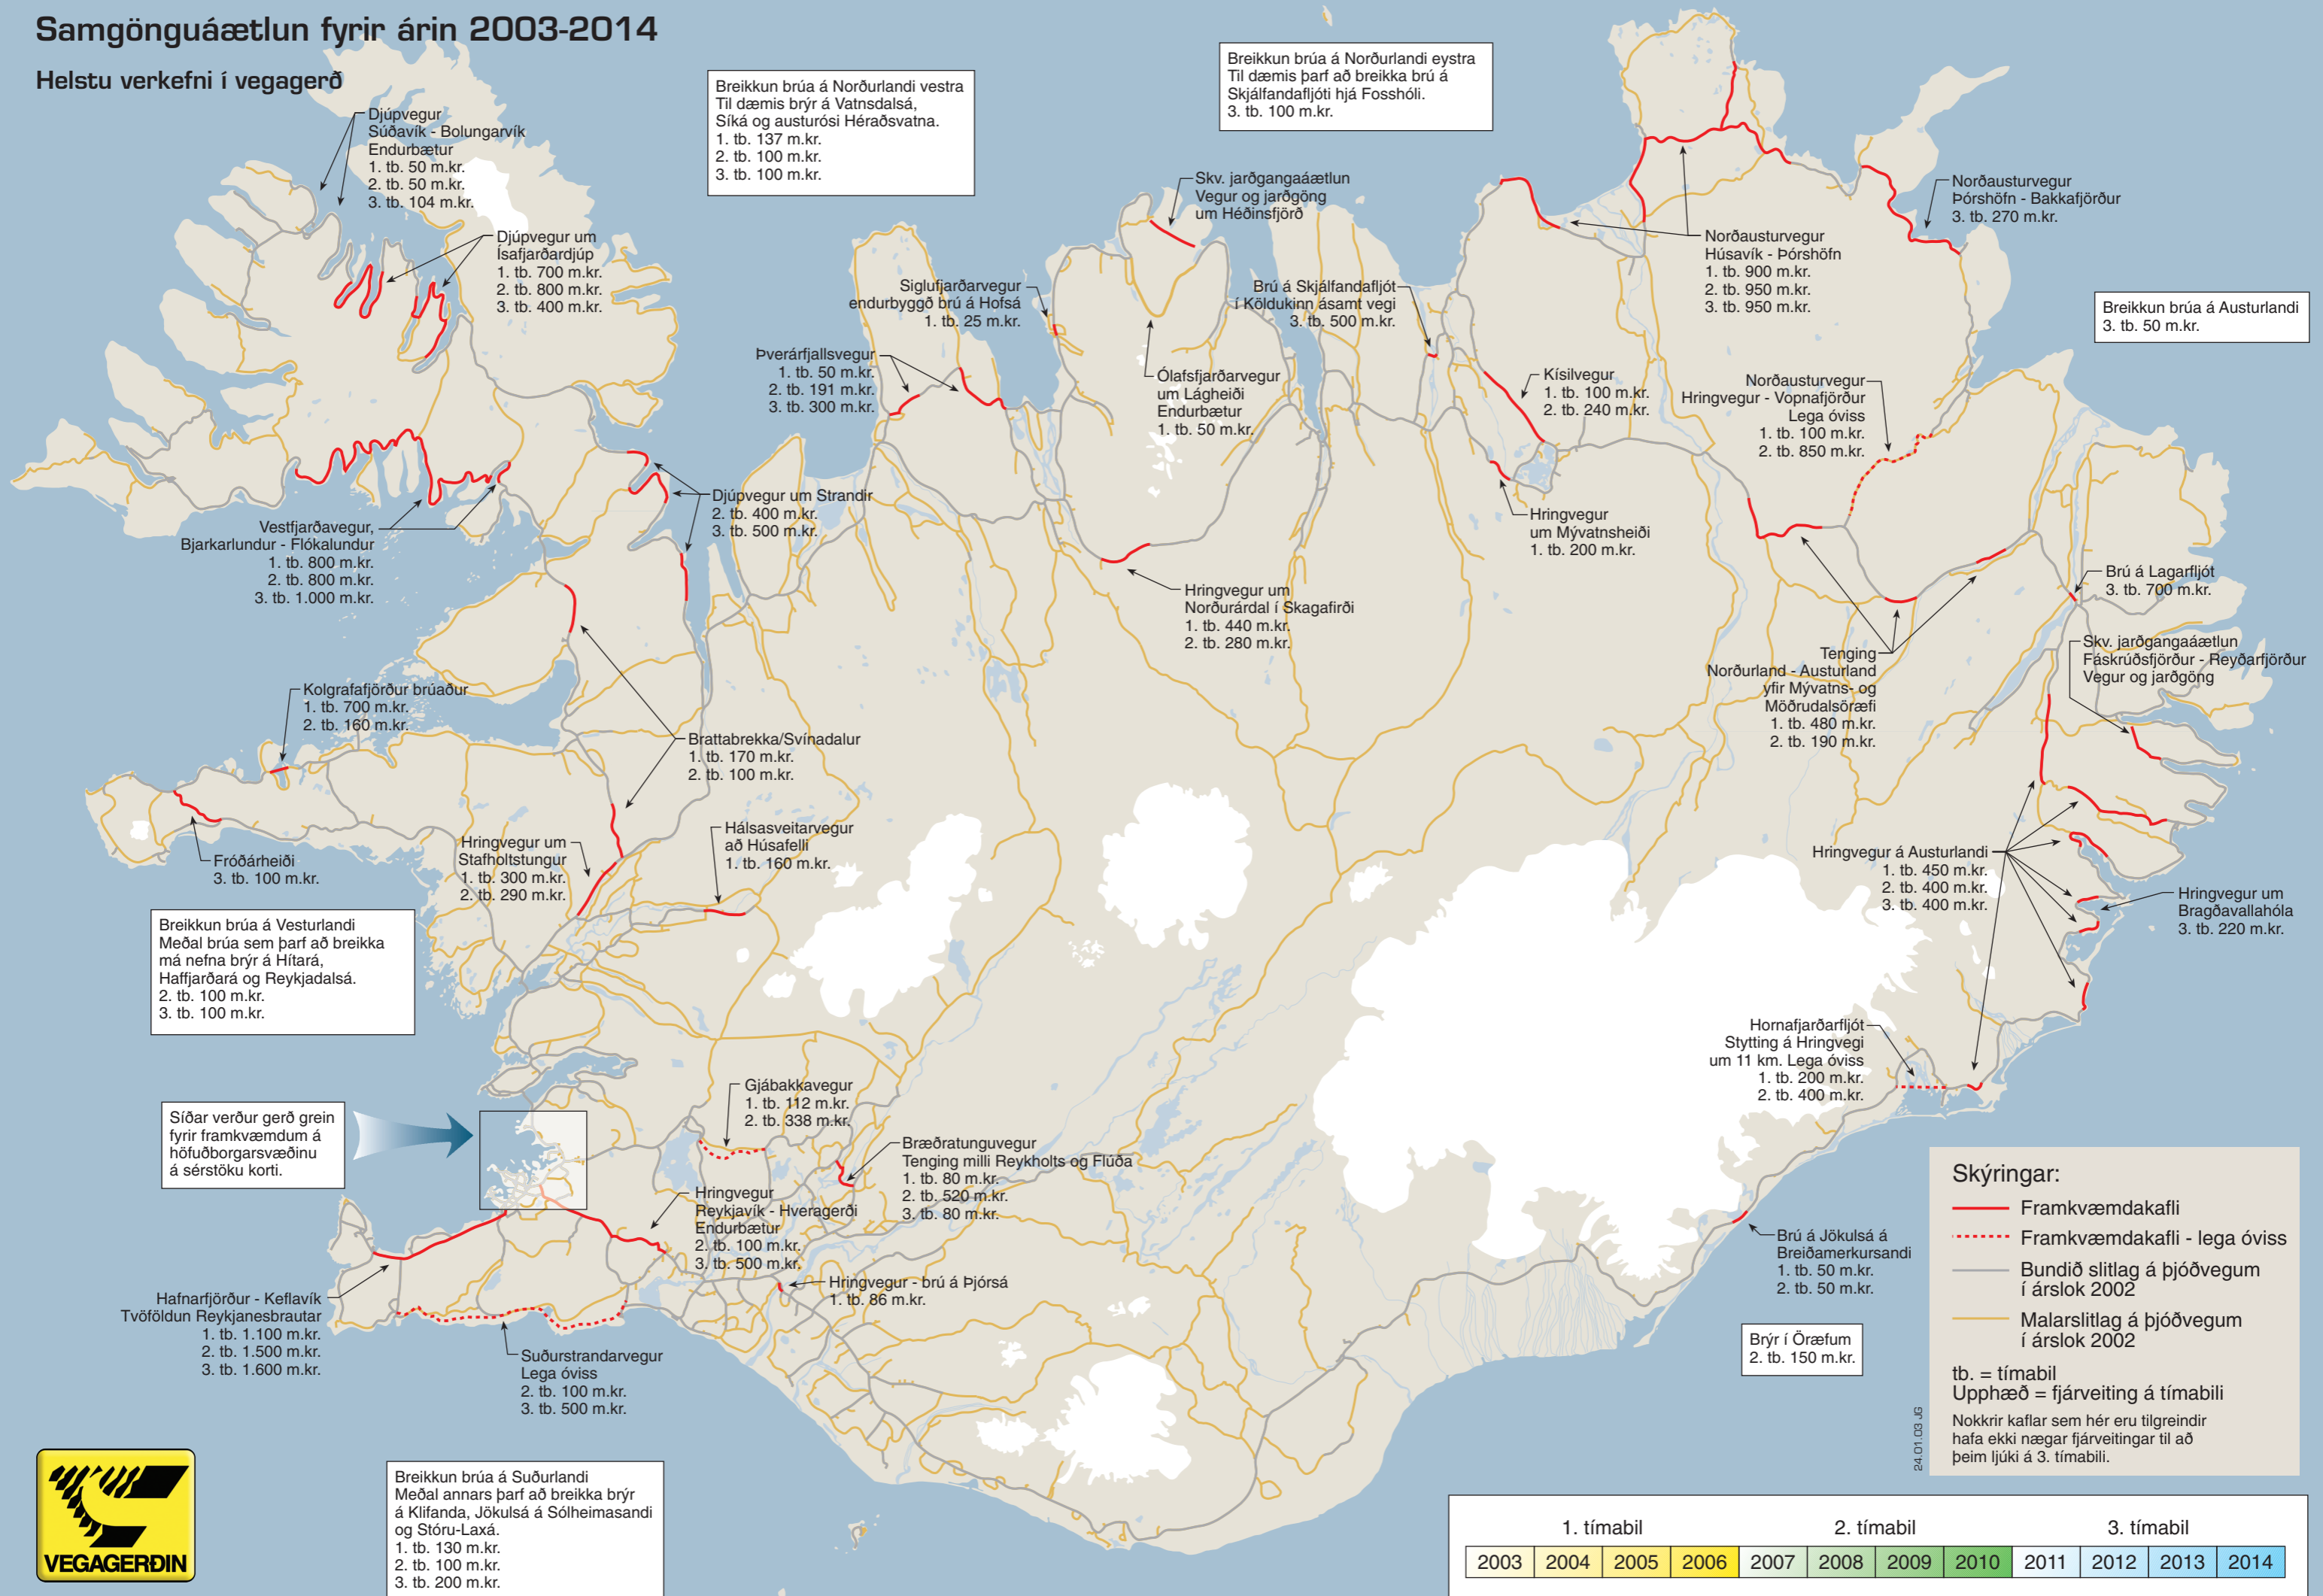 Samgönguáætlun fyrir árin 2003-2014
Helstu verkefni í vegagerð
Djúpvegur
Súðavík - Bolungarvík
Endurbætur
1. tb. 50 m.kr.
2. tb. 50 m.kr.
3. tb. 104 m.kr.
Djúpvegur um
Ísafjarðardjúp
1. tb. 700 m.kr.
2. tb. 800 m.kr.
3. tb. 400 m.kr.
Breikkun brúa á Norðurlandi vestra
Til dæmis brýr á Vatnsdalsá,
Síká og austurósi Héraðsvatna.
1. tb. 137 m.kr.
2. tb. 100 m.kr.
3. tb. 100 m.kr.
Breikkun brúa á Norðurlandi eystra
Til dæmis þarf að breikka brú á
Skjálfandafljóti hjá Fosshóli.
3. tb. 100 m.kr.
Skv. jarðgangaáætlun
Vegur og jarðgöng
um Héðinsfjörð
Norðausturvegur
Þórshöfn - Bakkafjörður
3. tb. 270 m.kr.
Norðausturvegur
Húsavík - Þórshöfn
1. tb. 900 m.kr.
2. tb. 950 m.kr.
3. tb. 950 m.kr.
Siglufjarðarvegur
endurbyggð brú á Hofsá
1. tb. 25 m.kr.
Brú á Skjálfandafljót
í Köldukinn ásamt vegi
3. tb. 500 m.kr.
Breikkun brúa á Austurlandi
3. tb. 50 m.kr.
Þverárfjallsvegur
1. tb. 50 m.kr.
2. tb. 191 m.kr.
3. tb. 300 m.kr.
Ólafsfjarðarvegur
um Lágheiði
Endurbætur
1. tb. 50 m.kr.
Kísilvegur
1. tb. 100 m.kr.
2. tb. 240 m.kr.
Norðausturvegur
Hringvegur - Vopnafjörður
Lega óviss
1. tb. 100 m.kr.
2. tb. 850 m.kr.
Djúpvegur um Strandir
2. tb. 400 m.kr.
3. tb. 500 m.kr.
Vestfjarðavegur,
Bjarkarlundur - Flókalundur
1. tb. 800 m.kr.
2. tb. 800 m.kr.
3. tb. 1.000 m.kr.
Hringvegur
um Mývatnsheiði
1. tb. 200 m.kr.
Hringvegur um
Norðurárdal í Skagafirði
1. tb. 440 m.kr.
2. tb. 280 m.kr.
Brú á Lagarfljót
3. tb. 700 m.kr.
Skv. jarðgangaáætlun
Fáskrúðsfjörður - Reyðarfjörður
Vegur og jarðgöng
Tenging
Norðurland - Austurland
yfir Mývatns- og
Möðrudalsöræfi
1. tb. 480 m.kr.
2. tb. 190 m.kr.
Kolgrafafjörður brúaður
1. tb. 700 m.kr.
2. tb. 160 m.kr.
Brattabrekka/Svínadalur
1. tb. 170 m.kr.
2. tb. 100 m.kr.
Fróðárheiði
3. tb. 100 m.kr.
Hringvegur um
Stafholtstungur
1. tb. 300 m.kr.
2. tb. 290 m.kr.
Hálsasveitarvegur
að Húsafelli
1. tb. 160 m.kr.
Hringvegur á Austurlandi
1. tb. 450 m.kr.
2. tb. 400 m.kr.
3. tb. 400 m.kr.
Hringvegur um
Bragðavallahóla
3. tb. 220 m.kr.
Breikkun brúa á Vesturlandi
Meðal brúa sem þarf að breikka
má nefna brýr á Hítará,
Haffjarðará og Reykjadalsá.
2. tb. 100 m.kr.
3. tb. 100 m.kr.
Hornafjarðarfljót
Stytting á Hringvegi
um 11 km. Lega óviss
1. tb. 200 m.kr.
2. tb. 400 m.kr.
Síðar verður gerð grein
fyrir framkvæmdum á
höfuðborgarsvæðinu
á sérstöku korti.
Gjábakkavegur
1. tb. 112 m.kr.
2. tb. 338 m.kr.
Bræðratunguvegur
Tenging milli Reykholts og Flúða
1. tb. 80 m.kr.
2. tb. 520 m.kr.
3. tb. 80 m.kr.
Hringvegur
Reykjavík - Hveragerði
Endurbætur
2. tb. 100 m.kr.
3. tb. 500 m.kr.
Hringvegur - brú á Þjórsá
1. tb. 86 m.kr.
Hafnarfjörður - Keflavík
Tvöföldun Reykjanesbrautar
1. tb. 1.100 m.kr.
2. tb. 1.500 m.kr.
3. tb. 1.600 m.kr.
Suðurstrandarvegur
Lega óviss
2. tb. 100 m.kr.
3. tb. 500 m.kr.
Brú á Jökulsá á
Breiðamerkursandi
1. tb. 50 m.kr.
2. tb. 50 m.kr.
Brýr í Öræfum
2. tb. 150 m.kr.
Skýringar:
Framkvæmdakafli
Framkvæmdakafli - lega óviss
Bundið slitlag á þjóðvegum
í árslok 2002
Malarslitlag á þjóðvegum
í árslok 2002
tb. = tímabil
Upphæð = fjárveiting á tímabili
Nokkrir kaflar sem hér eru tilgreindir
hafa ekki nægar fjárveitingar til að
þeim ljúki á 3. tímabili.
24.01.03 JG
VEGAGERÐIN
Breikkun brúa á Suðurlandi
Meðal annars þarf að breikka brýr
á Klifanda, Jökulsá á Sólheimasandi
og Stóru-Laxá.
1. tb. 130 m.kr.
2. tb. 100 m.kr.
3. tb. 200 m.kr.
1. tímabil 2. tímabil 3. tímabil
2003 2004 2005 2006 2007 2008 2009 2010 2011 2012 2013 2014